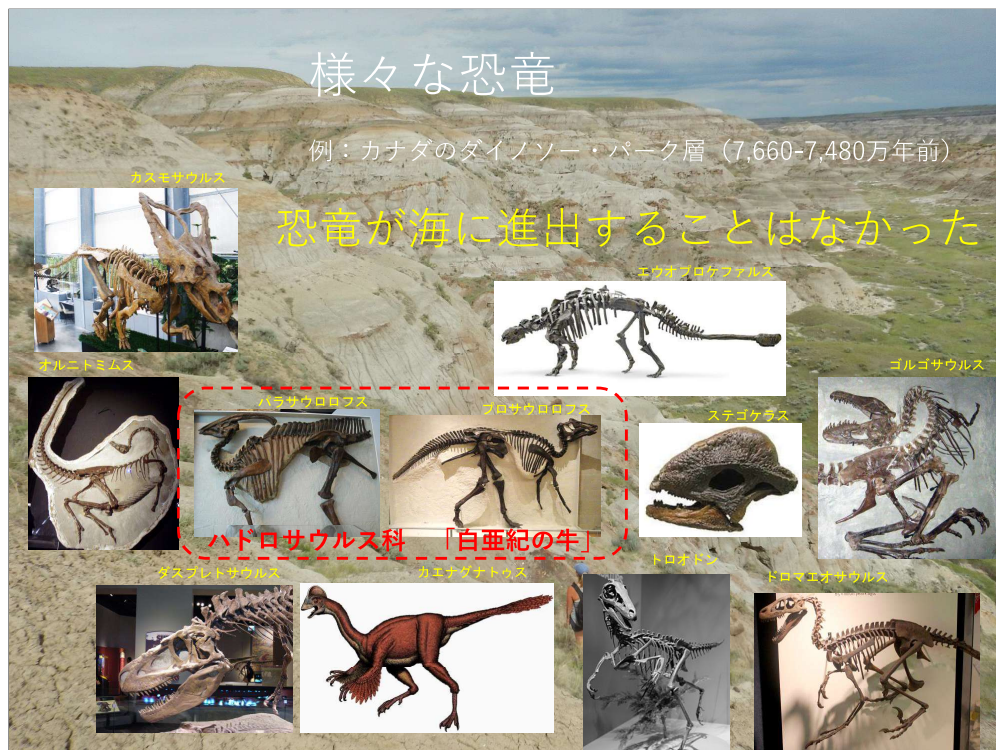 様々な恐竜
例：カナダのダイノソー・パーク層（7,660-7,480万年前）
カスモサウルス
恐竜が海に進出することはなかった
エウオプロケファルス
オルニトミムス
ゴルゴサウルス
パラサウロロフス
プロサウロロフス
ステゴケラス
ハドロサウルス科　「白亜紀の牛」
トロオドン
ダスプレトサウルス
カエナグナトゥス
ドロマエオサウルス